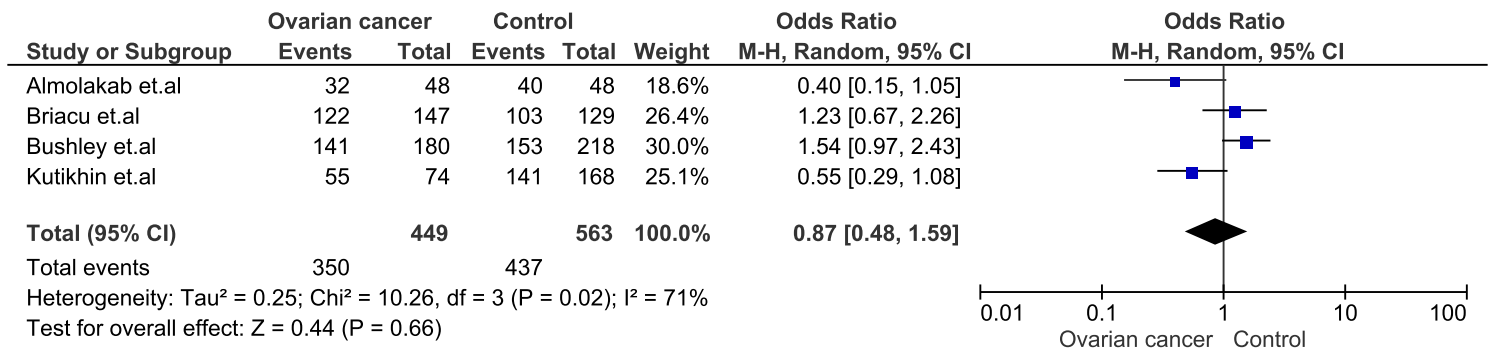 Ovarian cancer Control Odds Ratio Odds Ratio
Study or Subgroup Events Total Events Total Weight M-H, Random, 95% CI M-H, Random, 95% CI
Almolakab et.al 32 48 40 48 18.6% 0.40 [0.15, 1.05]
Briacu et.al 122 147 103 129 26.4% 1.23 [0.67, 2.26]
Bushley et.al 141 180 153 218 30.0% 1.54 [0.97, 2.43]
Kutikhin et.al 55 74 141 168 25.1% 0.55 [0.29, 1.08]
Total (95% CI) 449 563 100.0% 0.87 [0.48, 1.59]
Total events 350 437
Heterogeneity: Tau² = 0.25; Chi² = 10.26, df = 3 (P = 0.02); I² = 71%
Test for overall effect: Z = 0.44 (P = 0.66)
0.01 0.1 1 10 100
Ovarian cancer Control